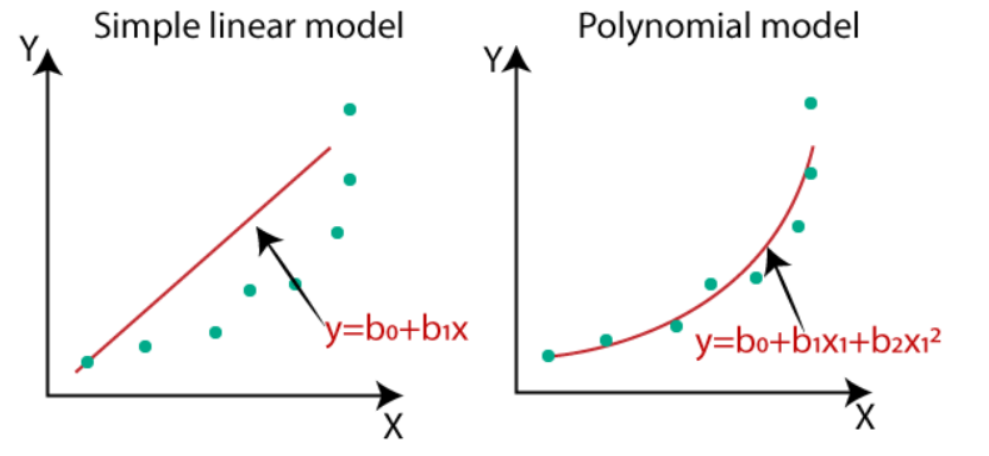 Simple linear model
Y
y=b₀+b₁x
X
Polynomial model
Y
y=b₀+b₁x₁+b₂x₁²
X